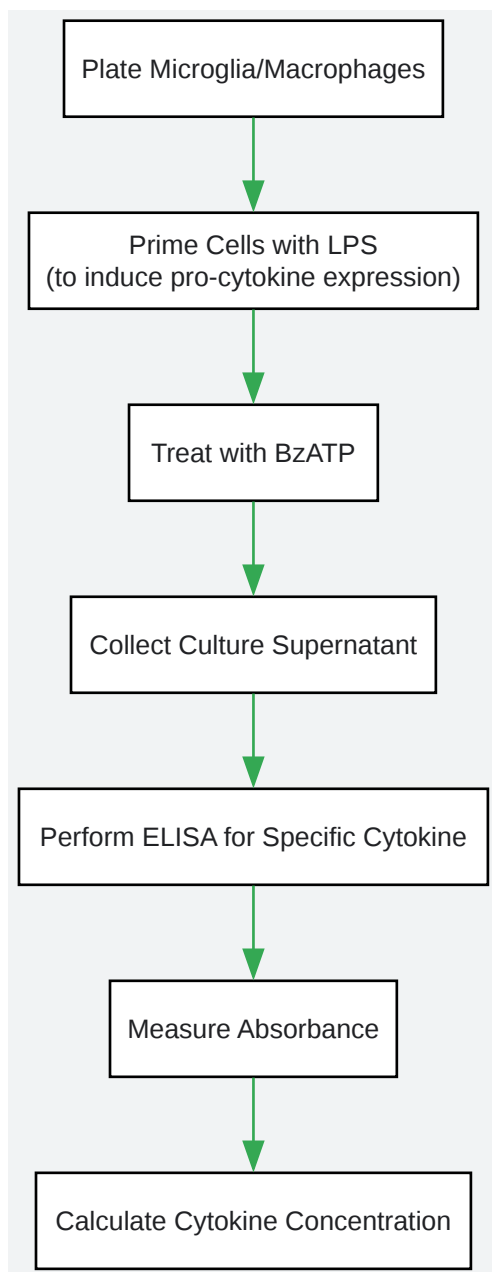 Plate Microglia/Macrophages
Prime Cells with LPS
(to induce pro-cytokine expression)
Treat with BzATP
Collect Culture Supernatant
Perform ELISA for Specific Cytokine
Measure Absorbance
Calculate Cytokine Concentration